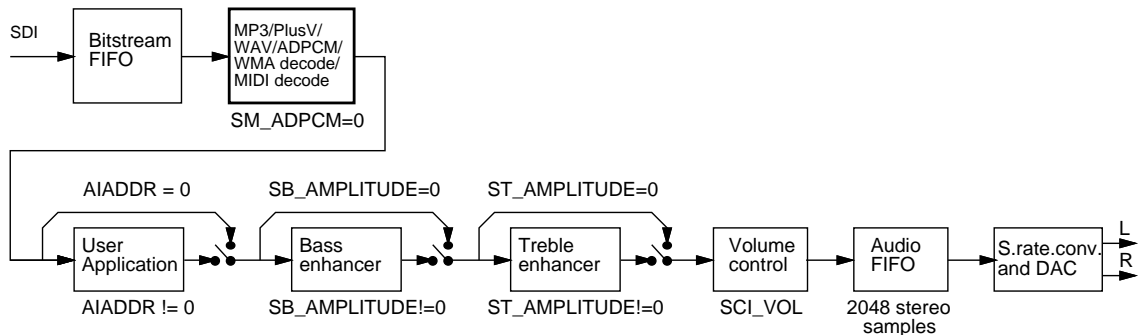 SDI
Bitstream
FIFO
MP3/PlusV/
WAV/ADPCM/
WMA decode/
MIDI decode
SM_ADPCM=0
AIADDR = 0
SB_AMPLITUDE=0
ST_AMPLITUDE=0
User
Application
Bass
enhancer
Treble
enhancer
Volume
control
Audio
FIFO
S.rate.conv.
and DAC
L
R
AIADDR != 0
SB_AMPLITUDE!=0
ST_AMPLITUDE!=0
SCI_VOL
2048 stereo
samples